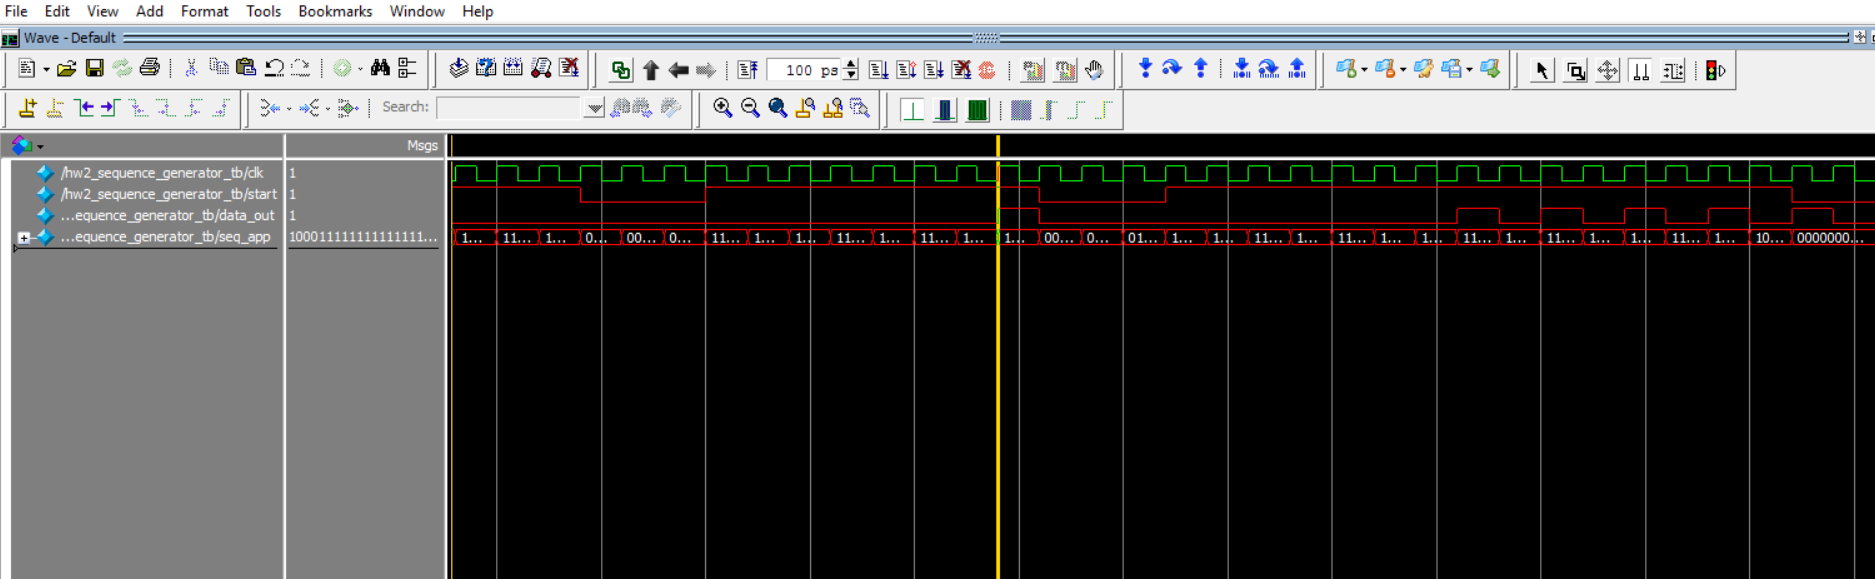 File Edit View Add Format Tools Bookmarks Window Help
Wave - Default
100 ps
Search:
Msgs
/hw2_sequence_generator_tb/clk 1
/hw2_sequence_generator_tb/start 1
...equence_generator_tb/data_out 1
...equence_generator_tb/seq_app 100011111111111111... 1... 11... 1... 0... 00... 0... 11... 1... 1... 11... 1... 11... 1... 1... 00... 0... 01... 1... 1... 11... 1... 11... 1... 1... 11... 1... 11... 1... 1... 11... 1... 10... 0000000...